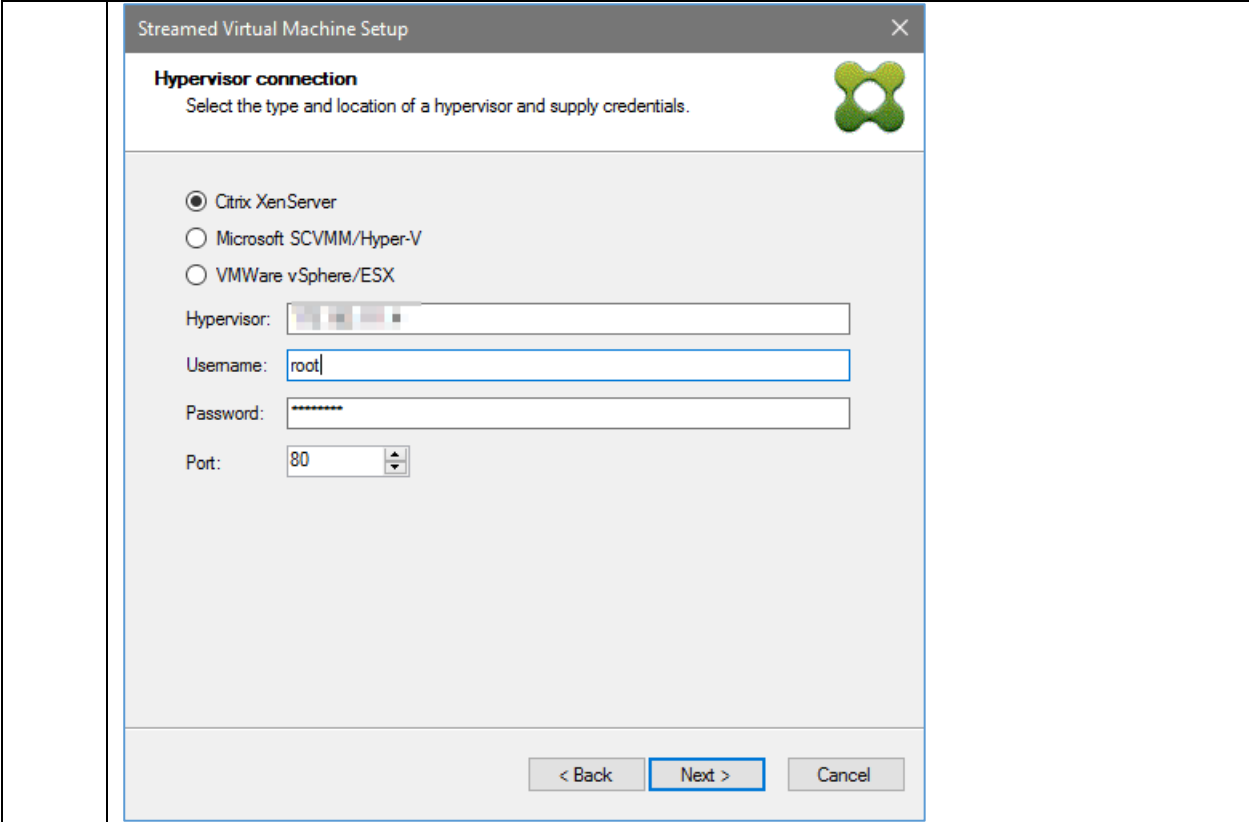 Streamed Virtual Machine Setup
Hypervisor connection
Select the type and location of a hypervisor and supply credentials.
Citrix XenServer
Microsoft SCVMM/Hyper-V
VMWare vSphere/ESX
Hypervisor:
Username: root
Password: ********
Port: 80
< Back Next > Cancel